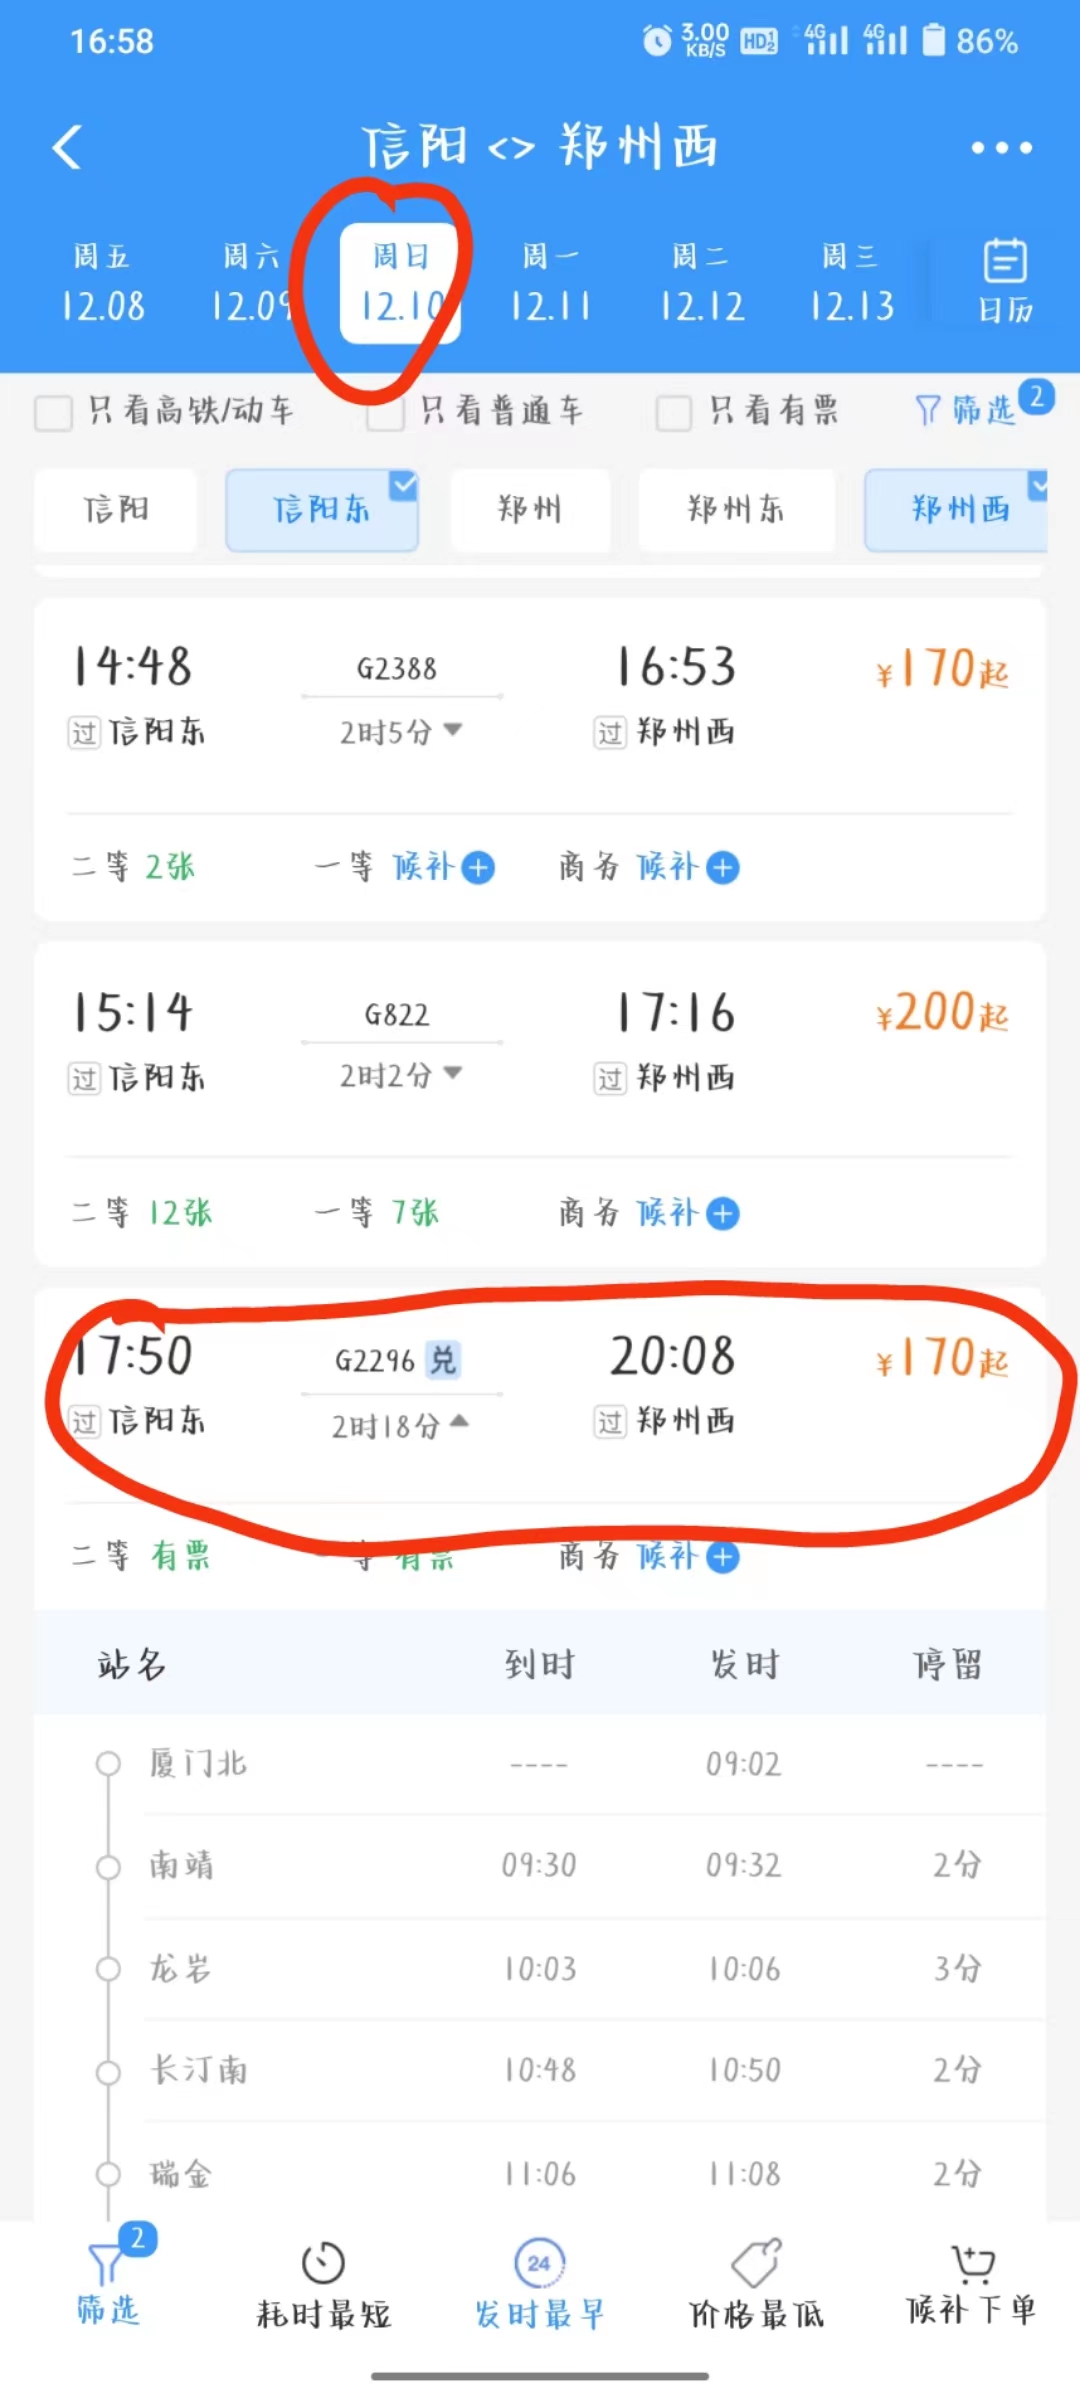 16:58 3.00 KB/S HD 4G 4G 86%
信阳 <> 郑州西
周五 周六 周日 周一 周二 周三
12.08 12.09 12.10 12.11 12.12 12.13 日历
只看高铁/动车 只看普通车 只看有票 筛选 2
信阳 信阳东 郑州 郑州东 郑州西
14:48 G2388 16:53 ¥170起
过 信阳东 2时5分 过 郑州西
二等 2张 一等 候补 商务 候补
15:14 G822 17:16 ¥200起
过 信阳东 2时2分 过 郑州西
二等 12张 一等 7张 商务 候补
17:50 G2296 兑 20:08 ¥170起
过 信阳东 2时18分 过 郑州西
二等 有票 一等 有票 商务 候补
站名 到时 发时 停留
厦门北 ---- 09:02 ----
南靖 09:30 09:32 2分
龙岩 10:03 10:06 3分
长汀南 10:48 10:50 2分
瑞金 11:06 11:08 2分
2 24
筛选 耗时最短 发时最早 价格最低 候补下单